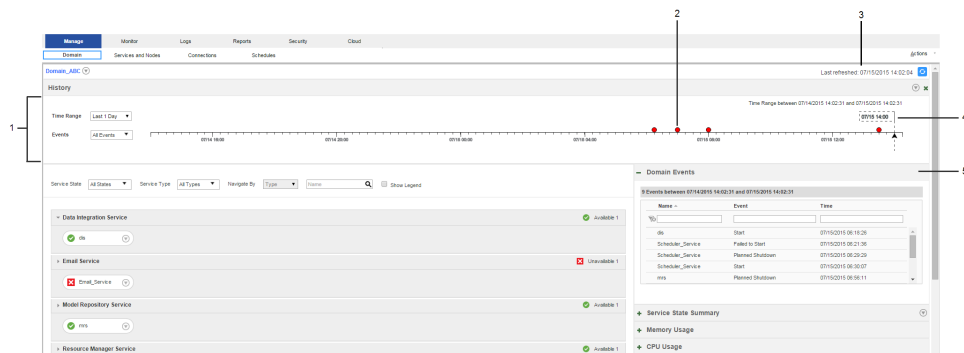 2
3
Manage Monitor Logs Reports Security Cloud
Domain Services and Nodes Connections Schedules
Actions
Domain_ABC
Last refreshed: 07/15/2015 14:02:04
History
Time Range between 07/14/2015 14:02:31 and 07/15/2015 14:02:31
1
Time Range Last 1 Day
07/15 14:00
4
Events All Events
07/14 16:00 07/14 20:00 07/15 00:00 07/15 04:00 07/15 08:00 07/15 12:00
Service State All States Service Type All Types Navigate By Type Name Show Legend
Domain Events
5
9 Events between 07/14/2015 14:02:31 and 07/15/2015 14:02:31
Name Event Time
dis Start 07/15/2015 06:18:26
Scheduler_Service Failed to Start 07/15/2015 06:21:36
Scheduler_Service Planned Shutdown 07/15/2015 06:29:29
Scheduler_Service Start 07/15/2015 06:30:07
mrs Planned Shutdown 07/15/2015 06:56:11
Data Integration Service Available 1
dis
Email Service Unavailable 1
Email_Service
Model Repository Service Available 1
mrs
Resource Manager Service Available 1
Service State Summary
Memory Usage
CPU Usage